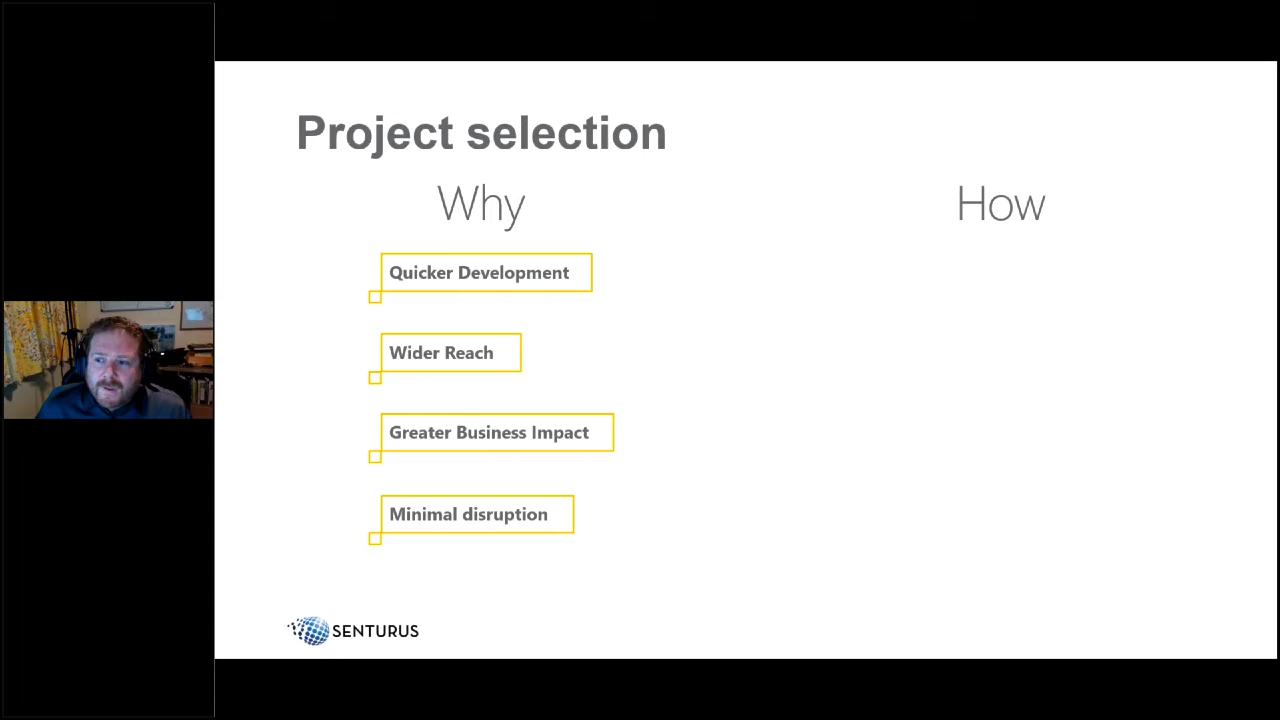 Project selection
Why
How
Quicker Development
Wider Reach
Greater Business Impact
Minimal disruption
SENTURUS